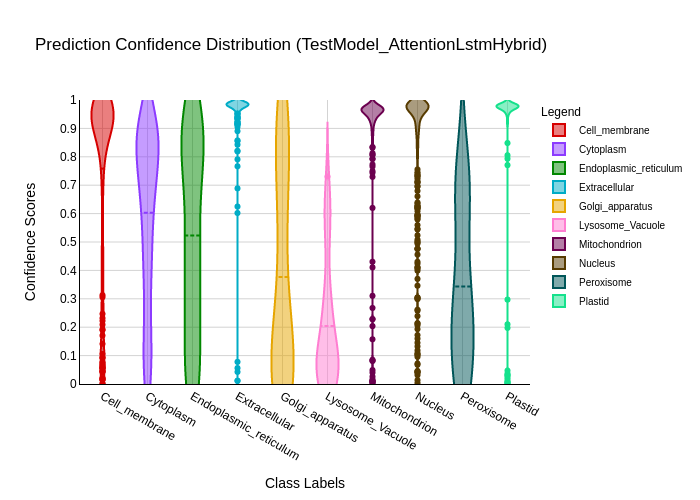 Prediction Confidence Distribution (TestModel_AttentionLstmHybrid)
Legend
Cell_membrane
Cytoplasm
Endoplasmic_reticulum
Extracellular
Golgi_apparatus
Lysosome_Vacuole
Mitochondrion
Nucleus
Peroxisome
Plastid
Confidence Scores
1
0.9
0.8
0.7
0.6
0.5
0.4
0.3
0.2
0.1
0
Cell_membrane
Cytoplasm
Endoplasmic_reticulum
Extracellular
Golgi_apparatus
Lysosome_Vacuole
Mitochondrion
Nucleus
Peroxisome
Plastid
Class Labels